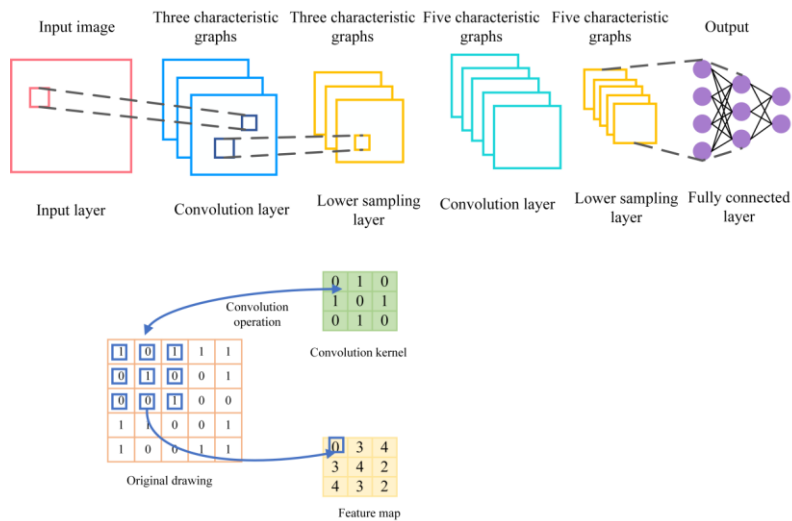 Input image
Three characteristic
graphs
Three characteristic
graphs
Five characteristic
graphs
Five characteristic
graphs
Output
Input layer
Convolution layer
Lower sampling
layer
Convolution layer
Lower sampling
layer
Fully connected
layer
0 1 0
1 0 1
0 1 0
Convolution kernel
Convolution
operation
1 0 1 1 1
0 1 0 0 1
0 0 1 0 0
1 1 0 0 1
1 0 0 1 1
Original drawing
0 3 4
3 4 2
4 3 2
Feature map